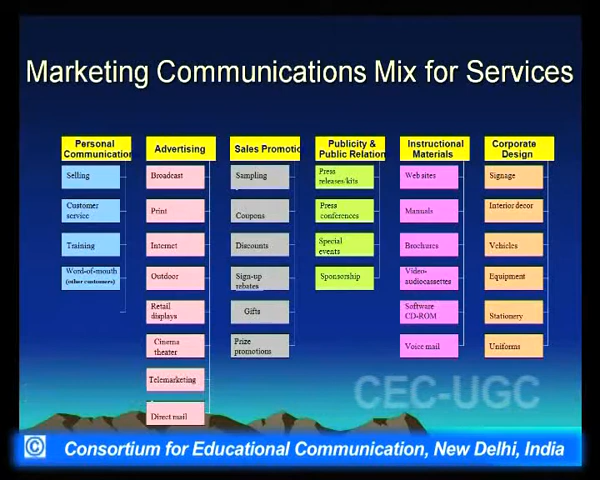 Marketing Communications Mix for Services
Personal
Communication
Selling
Customer
service
Training
Word-of-mouth
(other customers)
Advertising
Broadcast
Print
Internet
Outdoor
Retail
displays
Cinema
theater
Telemarketing
Direct mail
Sales Promotio
Sampling
Coupons
Discounts
Sign-up
rebates
Gifts
Prize
promotions
Publicity &
Public Relation
Press
releases/kits
Press
conferences
Special
events
Sponsorship
Instructional
Materials
Web sites
Manuals
Brochures
Video-
audiocassettes
Software
CD-ROM
Voice mail
Corporate
Design
Signage
Interior decor
Vehicles
Equipment
Stationery
Uniforms
CEC-UGC
© Consortium for Educational Communication, New Delhi, India